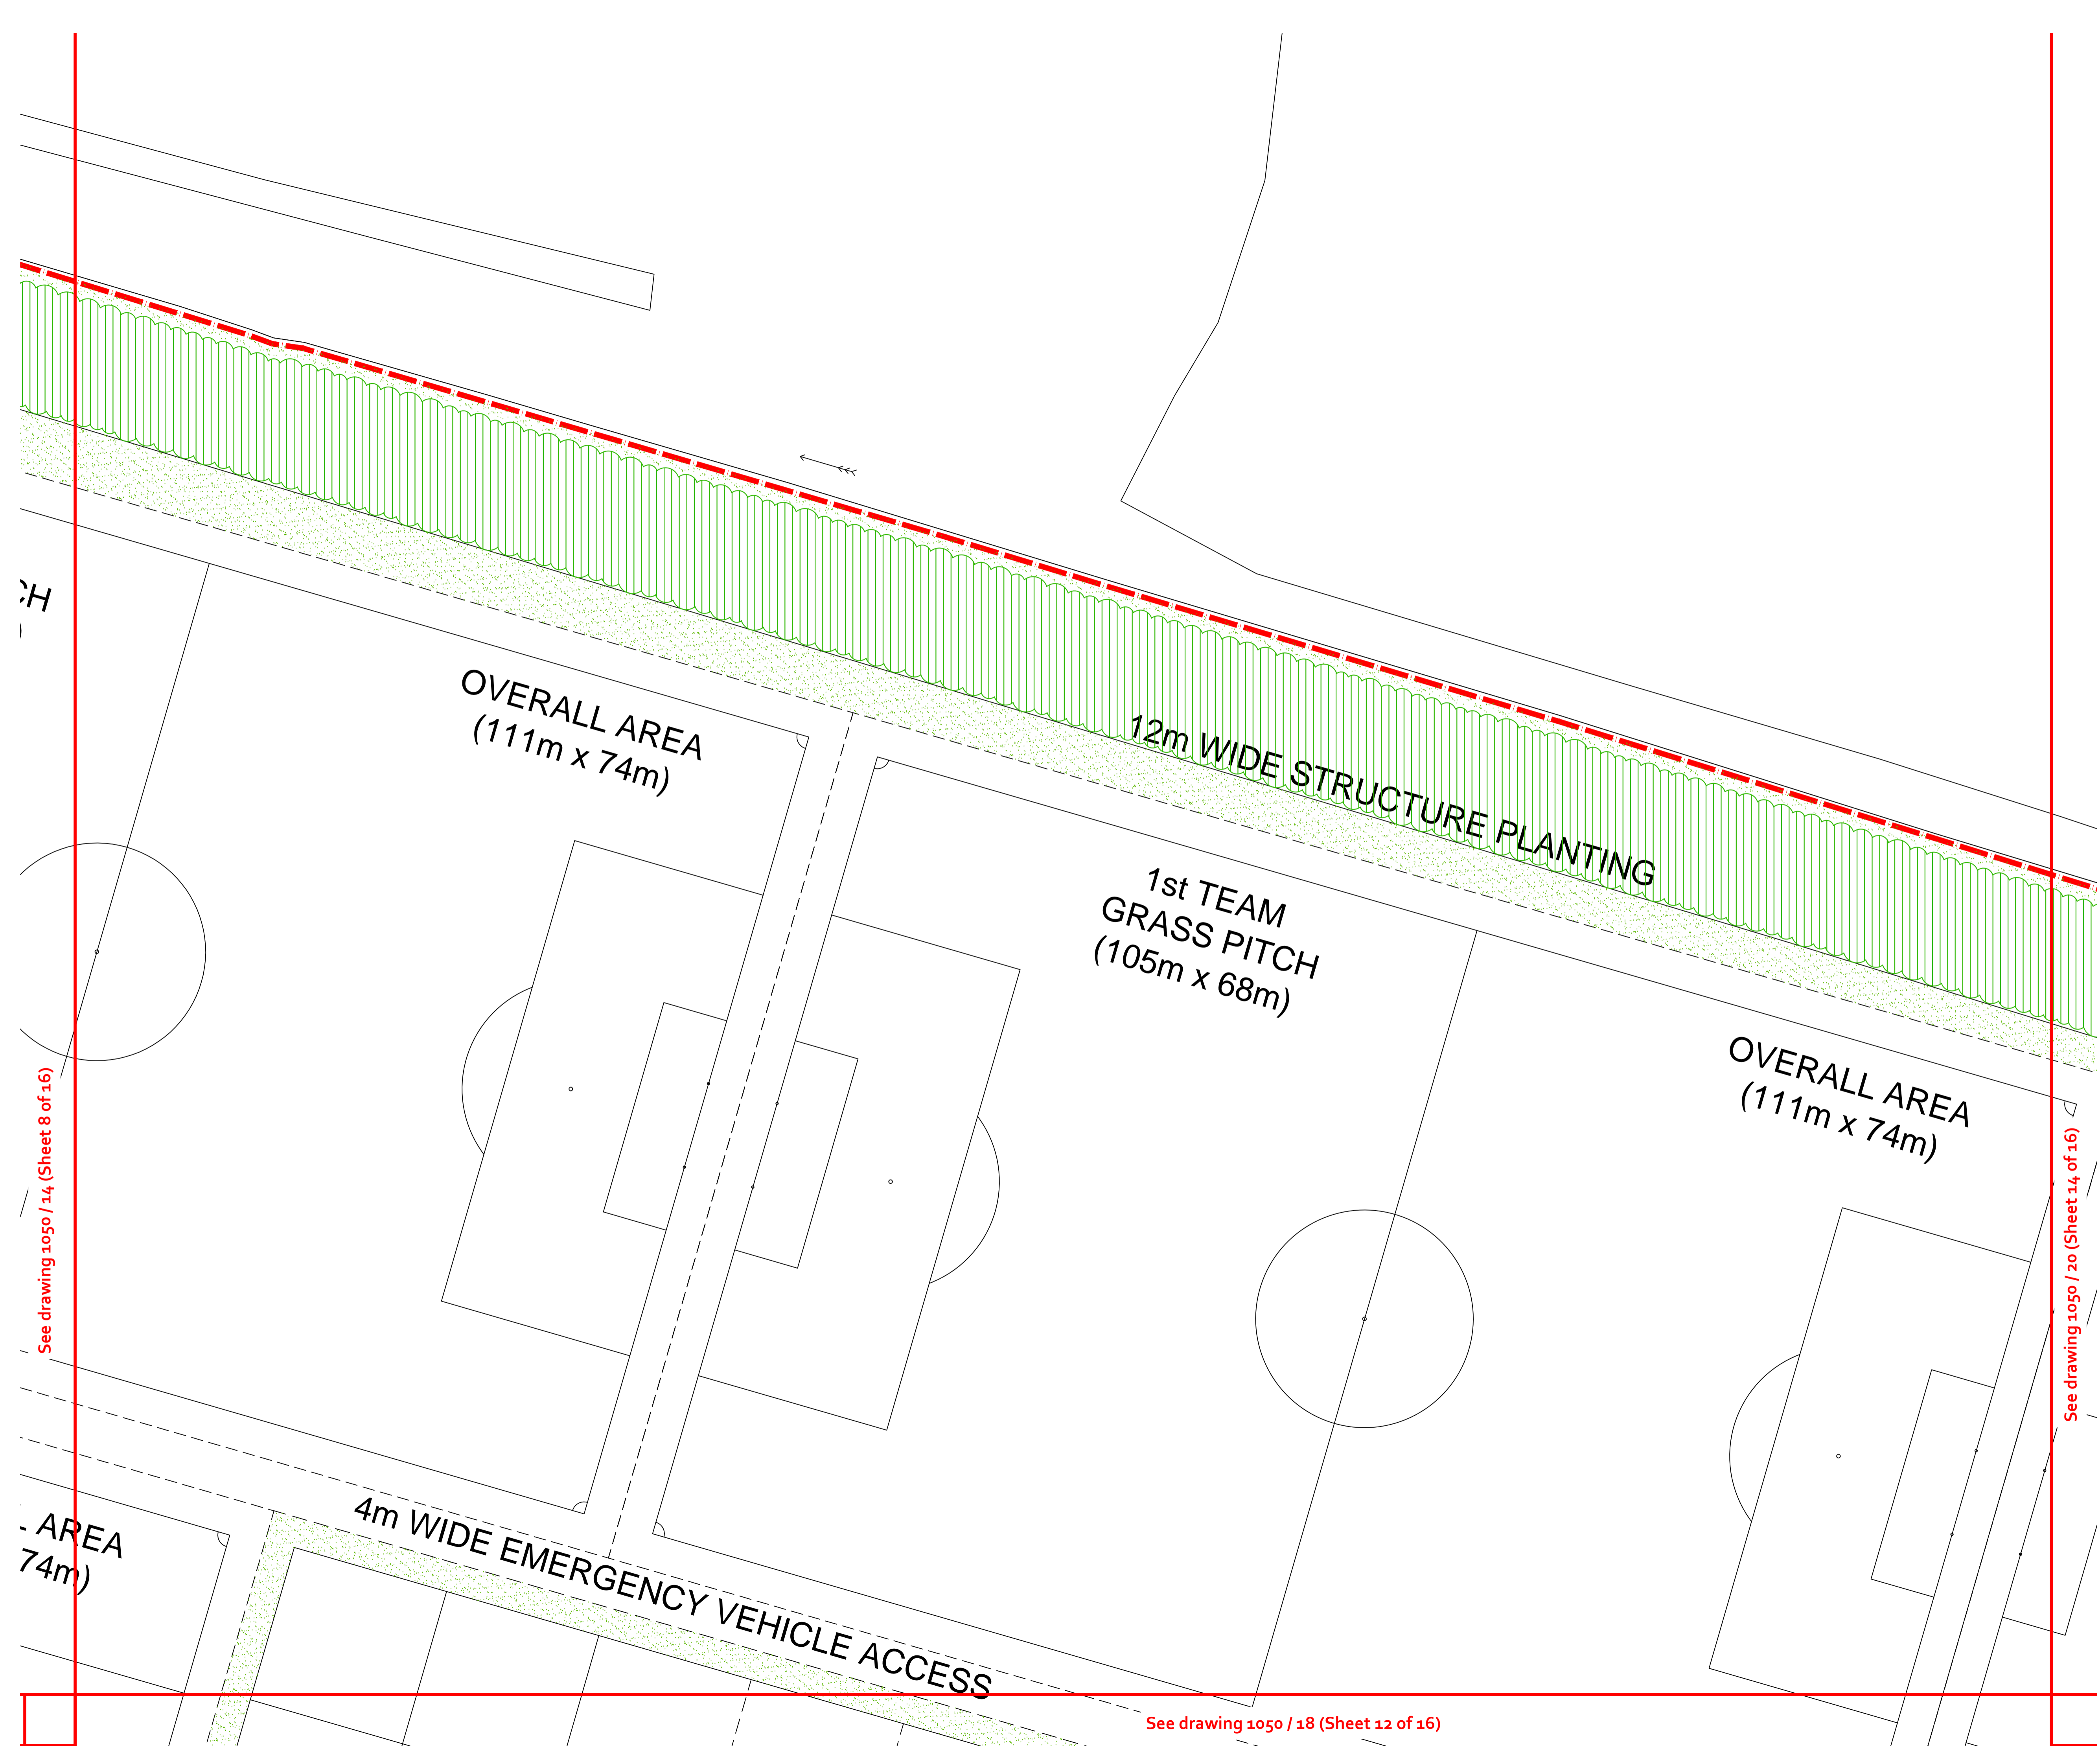 CH
)
OVERALL AREA
(111m x 74m)
12m WIDE STRUCTURE PLANTING
1st TEAM
GRASS PITCH
(105m x 68m)
OVERALL AREA
(111m x 74m)
See drawing 1050 / 14 (Sheet 8 of 16)
See drawing 1050 / 20 (Sheet 14 of 16)
L AREA
74m)
4m WIDE EMERGENCY VEHICLE ACCESS
See drawing 1050 / 18 (Sheet 12 of 16)